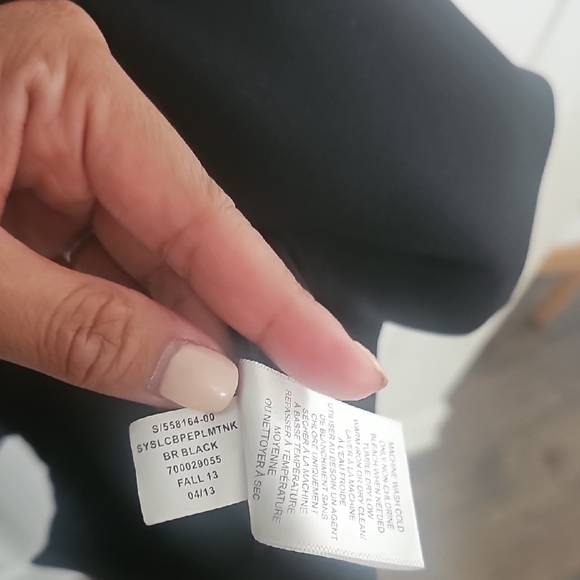 S/558164-00
SYSLCBPEPLMTNK
BR BLACK
700029055
FALL 13
04/13
MACHINE WASH COLD
ONLY NON-CHLORINE
BLEACH WHEN NEEDED
TUMBLE DRY LOW
WARM IRON OR DRY CLEAN/
LAVER À LA MACHINE
À L'EAU FROIDE
UTILISER AU BESOIN UN AGENT
DE BLANCHIMENT SANS
CHLORE UNIQUEMENT
SÉCHER À LA MACHINE
À BASSE TEMPÉRATURE
REPASSER À TEMPÉRATURE
MOYENNE
OU NETTOYER À SEC